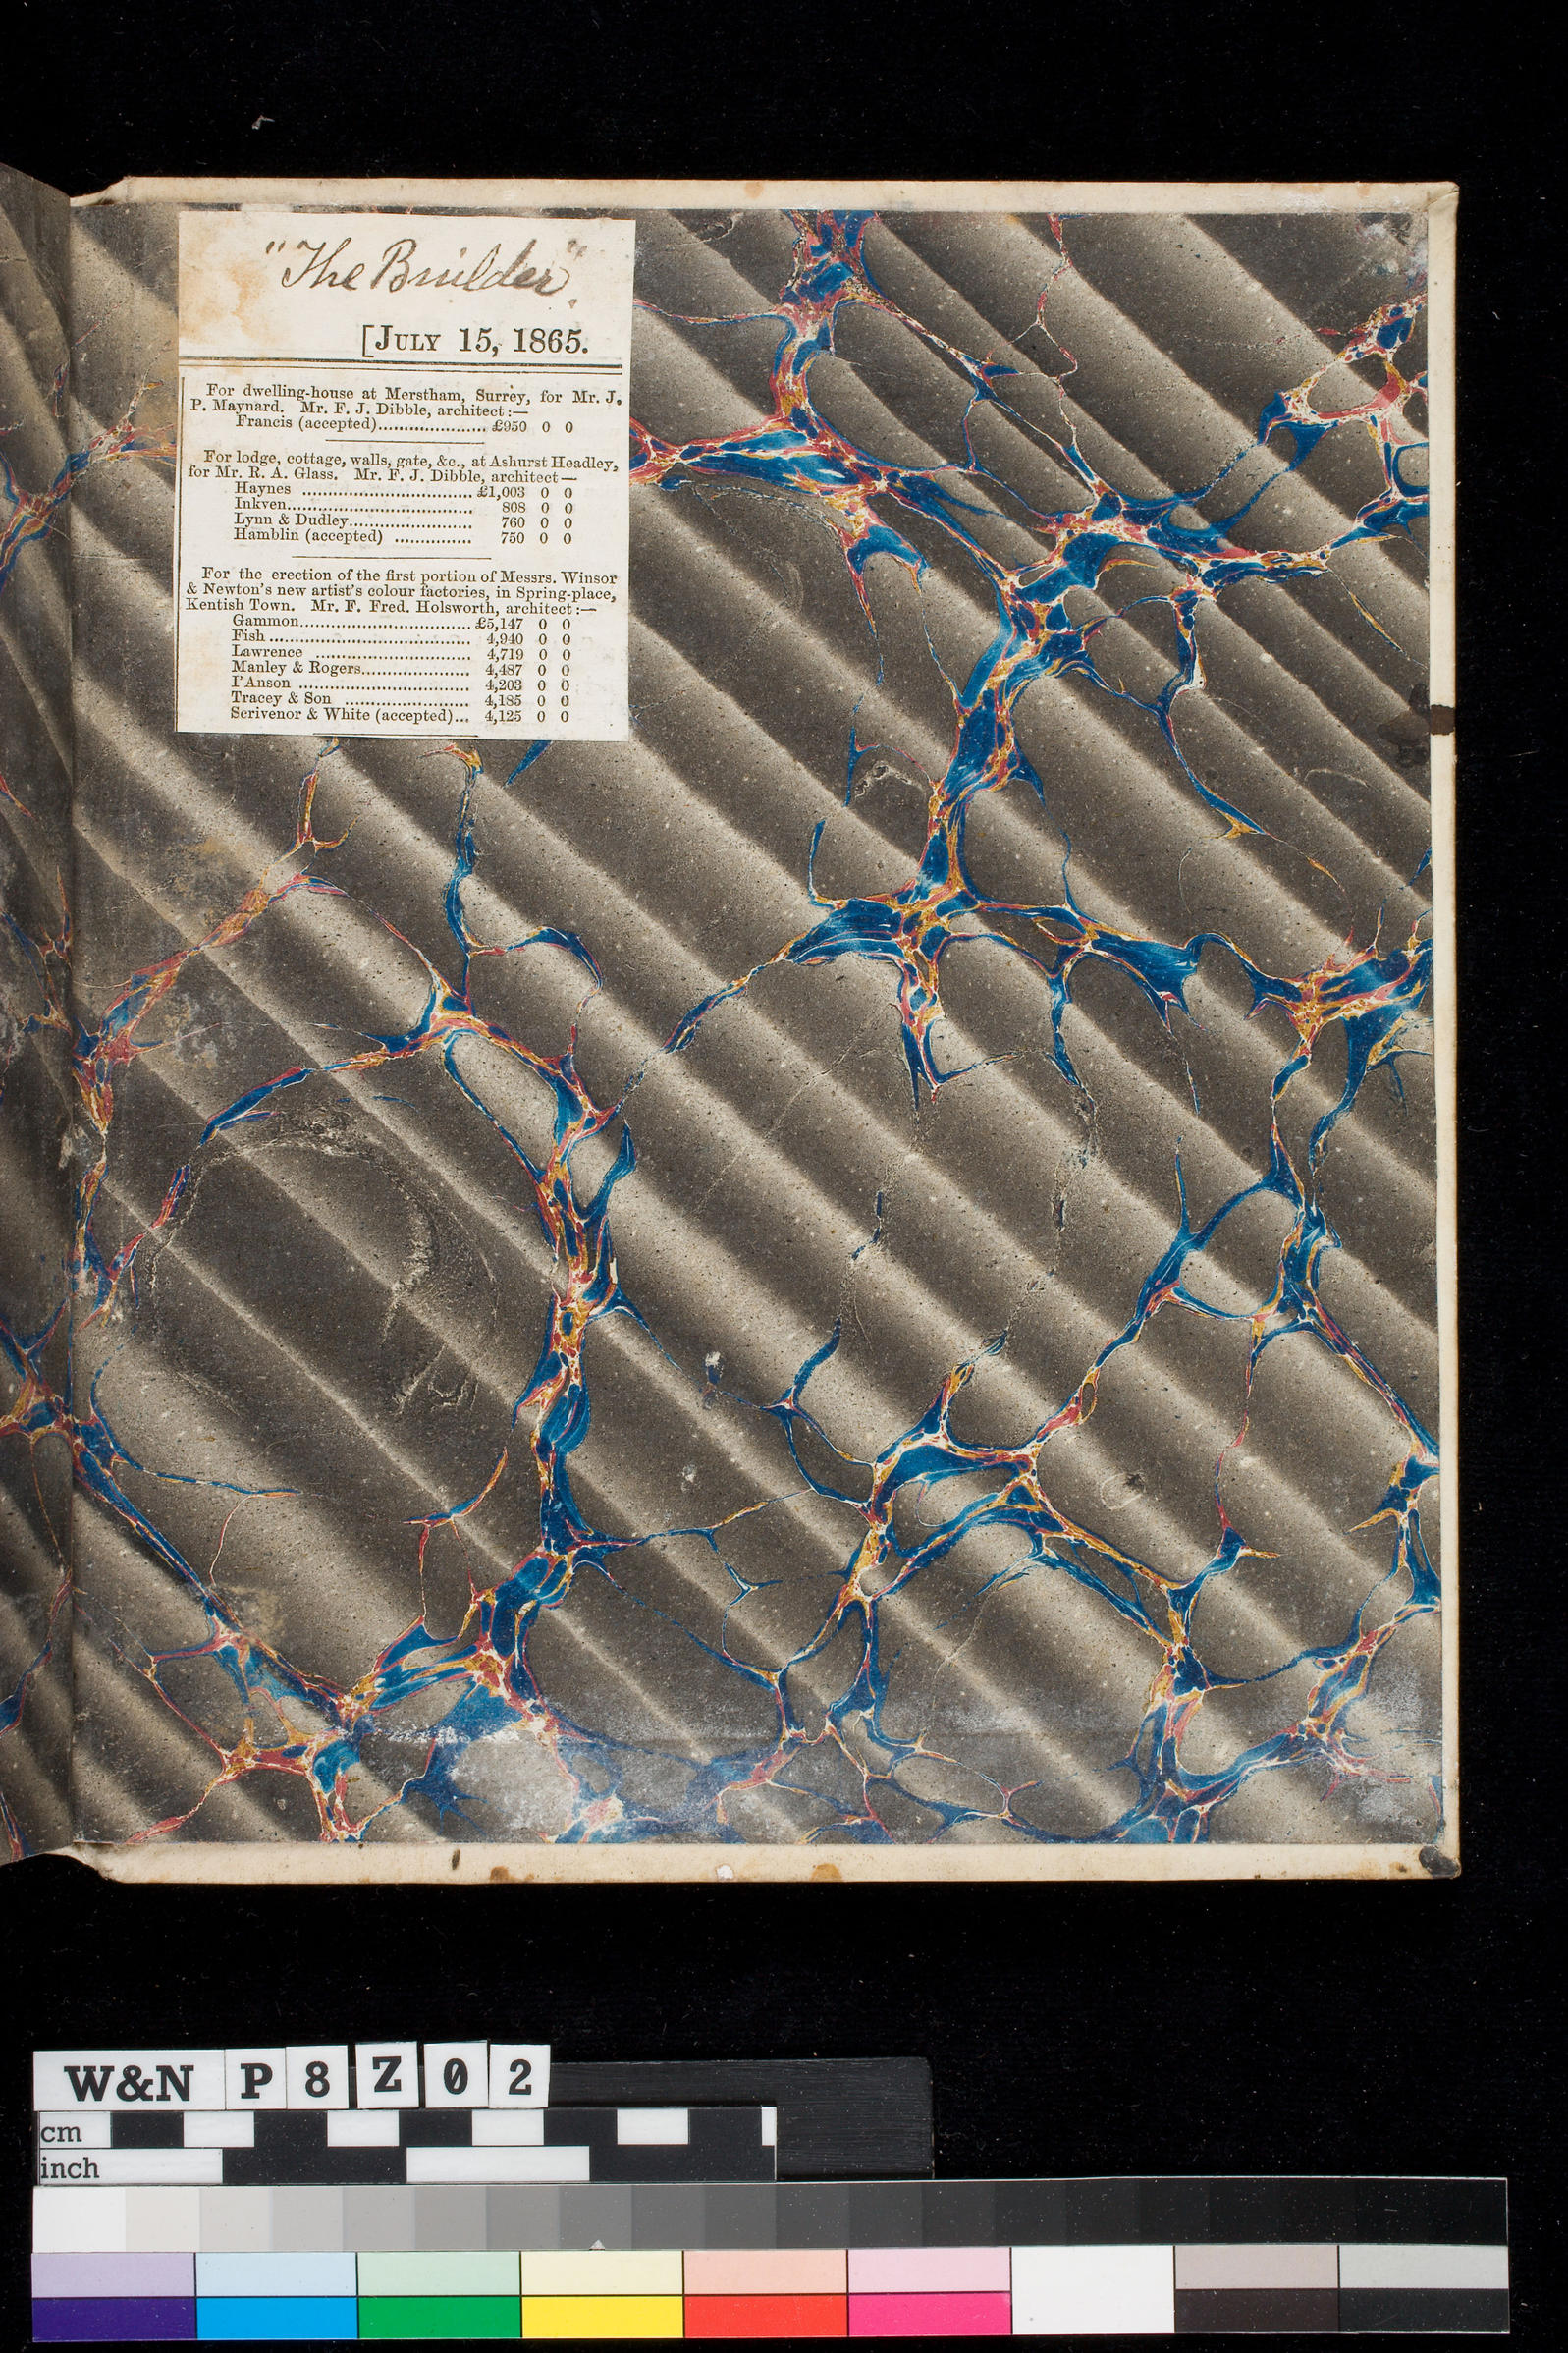 "The Builder".
[JULY 15, 1865.
For dwelling-house at Merstham, Surrey, for Mr. J.
P. Maynard. Mr. F. J. Dibble, architect:—
Francis (accepted)...................... £950 0 0
For lodge, cottage, walls, gate, &c., at Ashurst Headley,
for Mr. R. A. Glass. Mr. F. J. Dibble, architect—
Haynes .................................. £1,003 0 0
Inkven..................................... 808 0 0
Lynn & Dudley......................... 760 0 0
Hamblin (accepted) ............... 750 0 0
For the erection of the first portion of Messrs. Winsor
& Newton's new artist's colour factories, in Spring-place,
Kentish Town. Mr. F. Fred. Holsworth, architect:—
Gammon.................................. £5,147 0 0
Fish ........................................ 4,940 0 0
Lawrence ............................... 4,719 0 0
Manley & Rogers...................... 4,487 0 0
I'Anson .................................. 4,203 0 0
Tracey & Son ......................... 4,185 0 0
Scrivenor & White (accepted)... 4,125 0 0
W&N P 8 Z 0 2
cm
inch